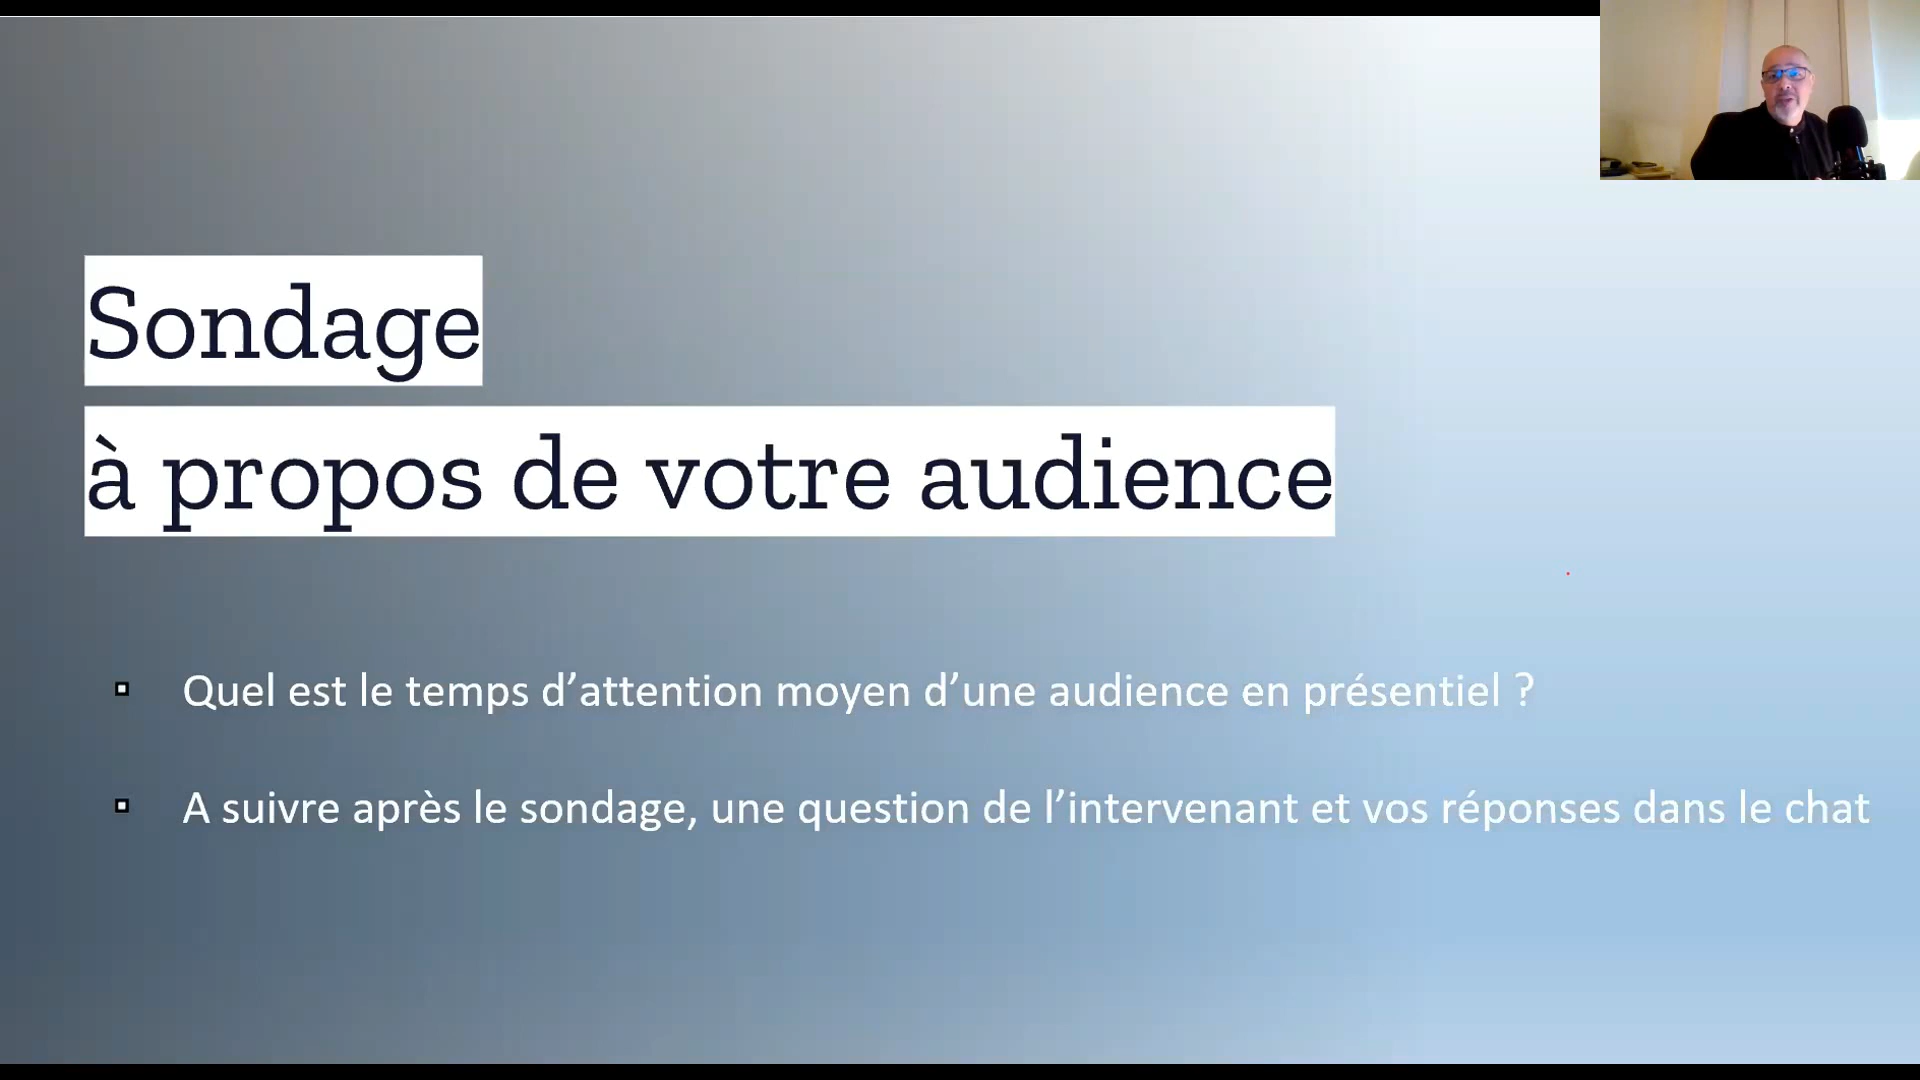 Sondage
à propos de votre audience
Quel est le temps d’attention moyen d’une audience en présentiel ?
A suivre après le sondage, une question de l’intervenant et vos réponses dans le chat